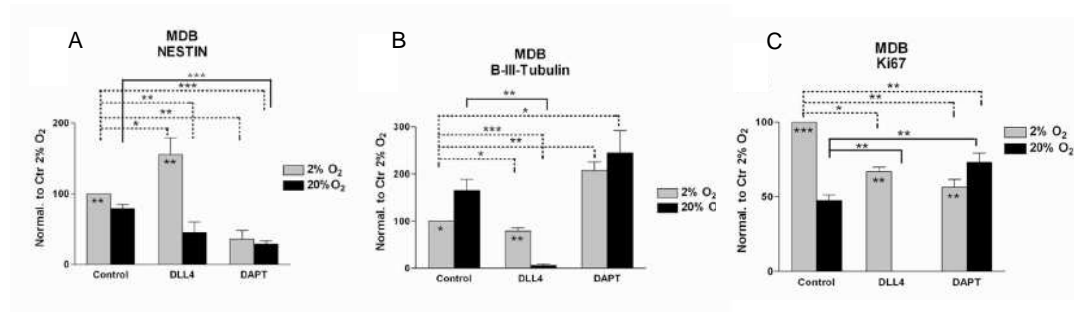 A
MDB
NESTIN
***
***
**
**
*
200
100
0
Normal. to Ctr 2% O2
**
**
2% O2
20%O2
Control
DLL4
DAPT
B
MDB
B-III-Tubulin
**
*
***
**
*
300
200
100
0
Normal. to Ctr 2% O2
*
**
2% O2
20% O
Control
DLL4
DAPT
C
MDB
Ki67
**
**
*
**
**
100
50
0
Normal. to Ctr 2% O2
***
**
**
2% O2
20% O2
Control
DLL4
DAPT